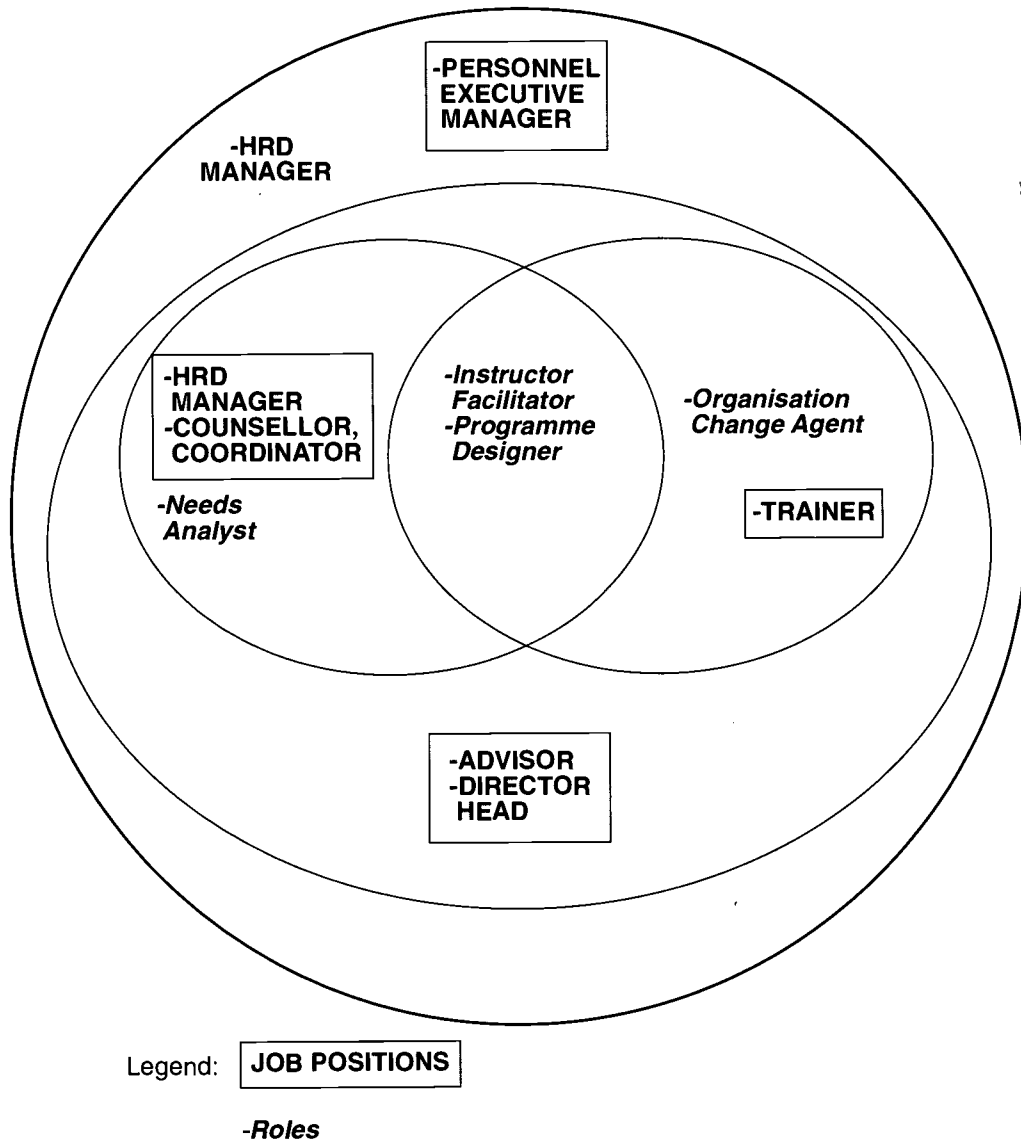 -PERSONNEL
EXECUTIVE
MANAGER
-HRD
MANAGER
-HRD
MANAGER
-COUNSELLOR,
COORDINATOR
-Needs
Analyst
-Instructor
Facilitator
-Programme
Designer
-Organisation
Change Agent
-TRAINER
-ADVISOR
-DIRECTOR
HEAD
Legend: JOB POSITIONS
-Roles